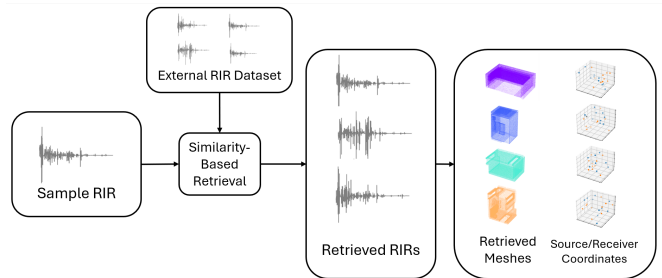 External RIR Dataset
Sample RIR
Similarity-
Based
Retrieval
Retrieved RIRs
Retrieved
Meshes
Source/Receiver
Coordinates